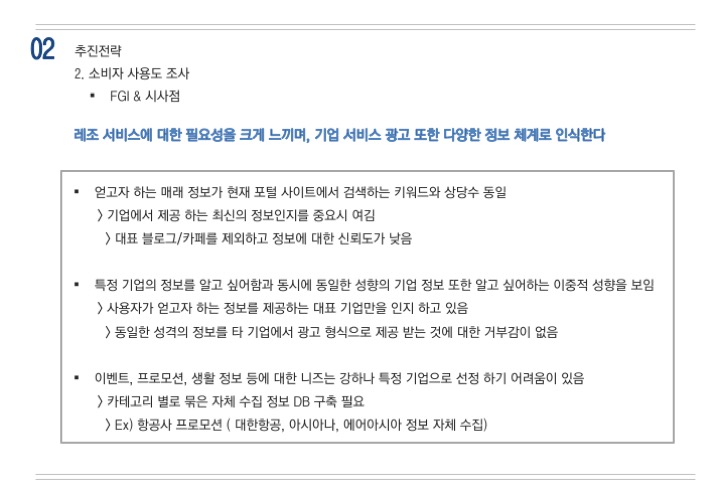 02
추진전략
2. 소비자 사용도 조사
▪ FGI & 시사점
레조 서비스에 대한 필요성을 크게 느끼며, 기업 서비스 광고 또한 다양한 정보 체계로 인식한다
▪ 얻고자 하는 매래 정보가 현재 포털 사이트에서 검색하는 키워드와 상당수 동일
〉기업에서 제공 하는 최신의 정보인지를 중요시 여김
〉대표 블로그/카페를 제외하고 정보에 대한 신뢰도가 낮음
▪ 특정 기업의 정보를 알고 싶어함과 동시에 동일한 성향의 기업 정보 또한 알고 싶어하는 이중적 성향을 보임
〉사용자가 얻고자 하는 정보를 제공하는 대표 기업만을 인지 하고 있음
〉동일한 성격의 정보를 타 기업에서 광고 형식으로 제공 받는 것에 대한 거부감이 없음
▪ 이벤트, 프로모션, 생활 정보 등에 대한 니즈는 강하나 특정 기업으로 선정 하기 어려움이 있음
〉카테고리 별로 묶은 자체 수집 정보 DB 구축 필요
〉Ex) 항공사 프로모션 ( 대한항공, 아시아나, 에어아시아 정보 자체 수집)